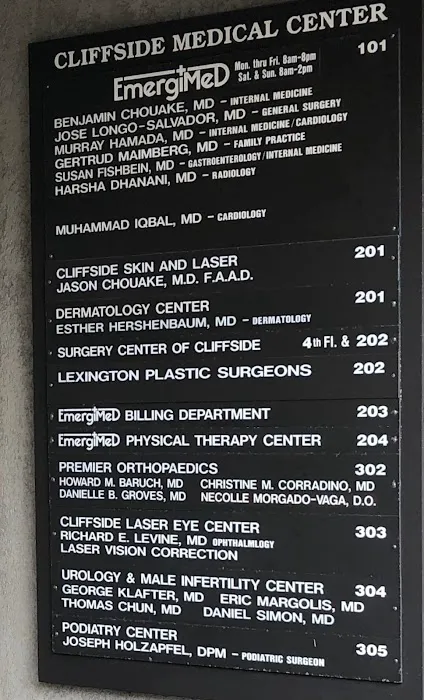 CLIFFSIDE MEDICAL CENTER
EmergiMeD Mon. thru Fri. 8am-8pm 101
Sat. & Sun. 8am-2pm
BENJAMIN CHOUAKE, MD - INTERNAL MEDICINE
JOSE LONGO-SALVADOR, MD - GENERAL SURGERY
MURRAY HAMADA, MD - INTERNAL MEDICINE/CARDIOLOGY
GERTRUD MAIMBERG, MD - FAMILY PRACTICE
SUSAN FISHBEIN, MD - GASTROENTEROLOGY/INTERNAL MEDICINE
HARSHA DHANANI, MD - RADIOLOGY
MUHAMMAD IQBAL, MD - CARDIOLOGY
CLIFFSIDE SKIN AND LASER 201
JASON CHOUAKE, M.D. F.A.A.D.
DERMATOLOGY CENTER 201
ESTHER HERSHENBAUM, MD - DERMATOLOGY
SURGERY CENTER OF CLIFFSIDE 4th Fl. & 202
LEXINGTON PLASTIC SURGEONS 202
EmergiMeD BILLING DEPARTMENT 203
EmergiMeD PHYSICAL THERAPY CENTER 204
PREMIER ORTHOPAEDICS 302
HOWARD M. BARUCH, MD CHRISTINE M. CORRADINO, MD
DANIELLE B. GROVES, MD NECOLLE MORGADO-VAGA, D.O.
CLIFFSIDE LASER EYE CENTER 303
RICHARD E. LEVINE, MD OPHTHALMLOGY
LASER VISION CORRECTION
UROLOGY & MALE INFERTILITY CENTER 304
GEORGE KLAFTER, MD ERIC MARGOLIS, MD
THOMAS CHUN, MD DANIEL SIMON, MD
PODIATRY CENTER 305
JOSEPH HOLZAPFEL, DPM - PODIATRIC SURGEON